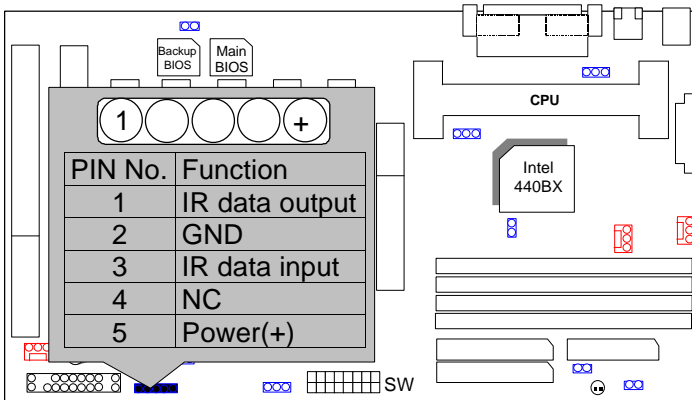 Backup
BIOS
Main
BIOS
CPU
1 +
Intel
440BX
PIN No. Function
1 IR data output
2 GND
3 IR data input
4 NC
5 Power(+)
SW